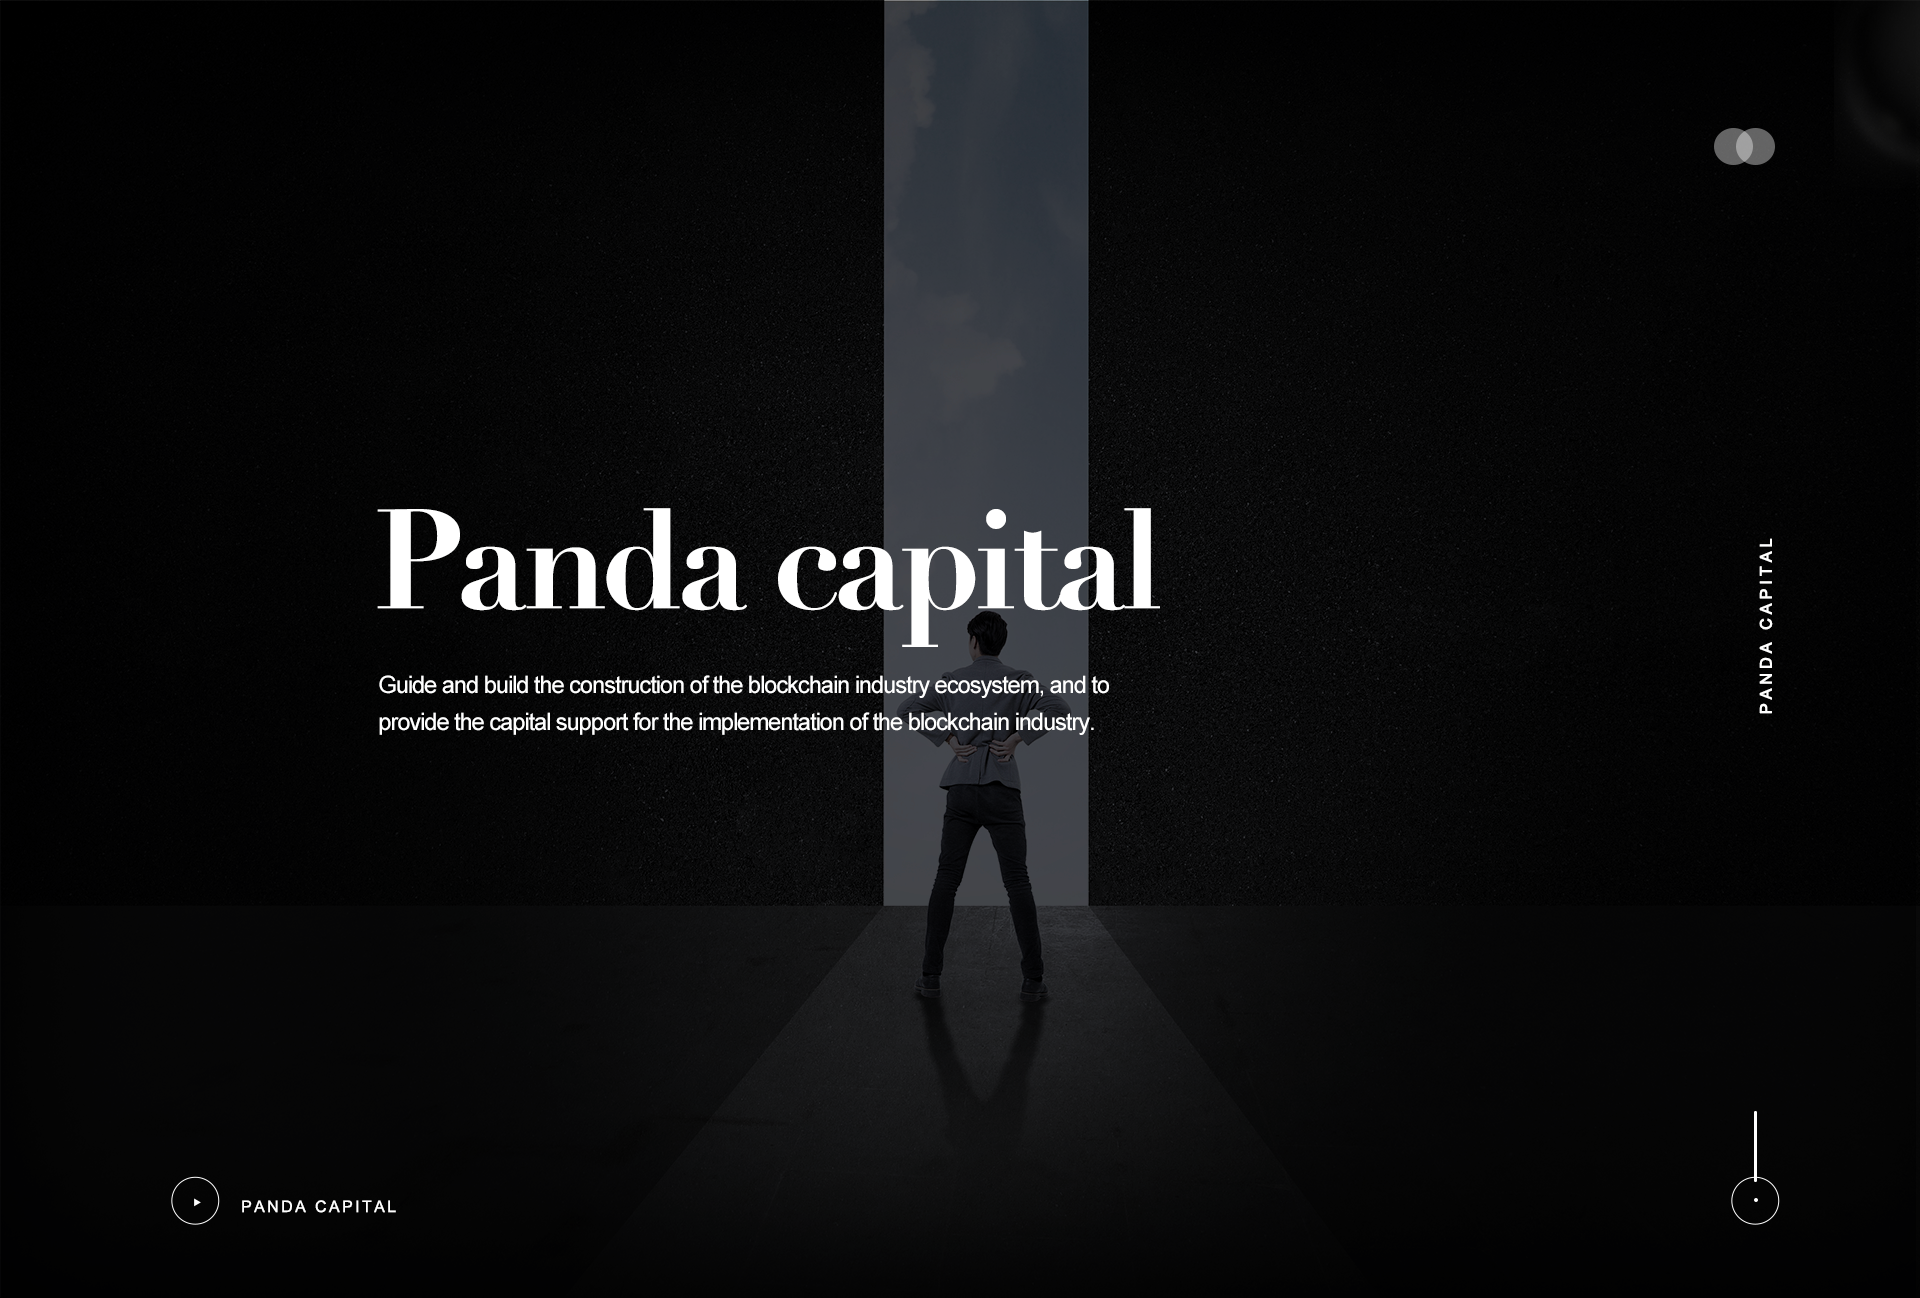 Panda capital
Guide and build the construction of the blockchain industry ecosystem, and to
provide the capital support for the implementation of the blockchain industry.
PANDA CAPITAL
PANDA CAPITAL